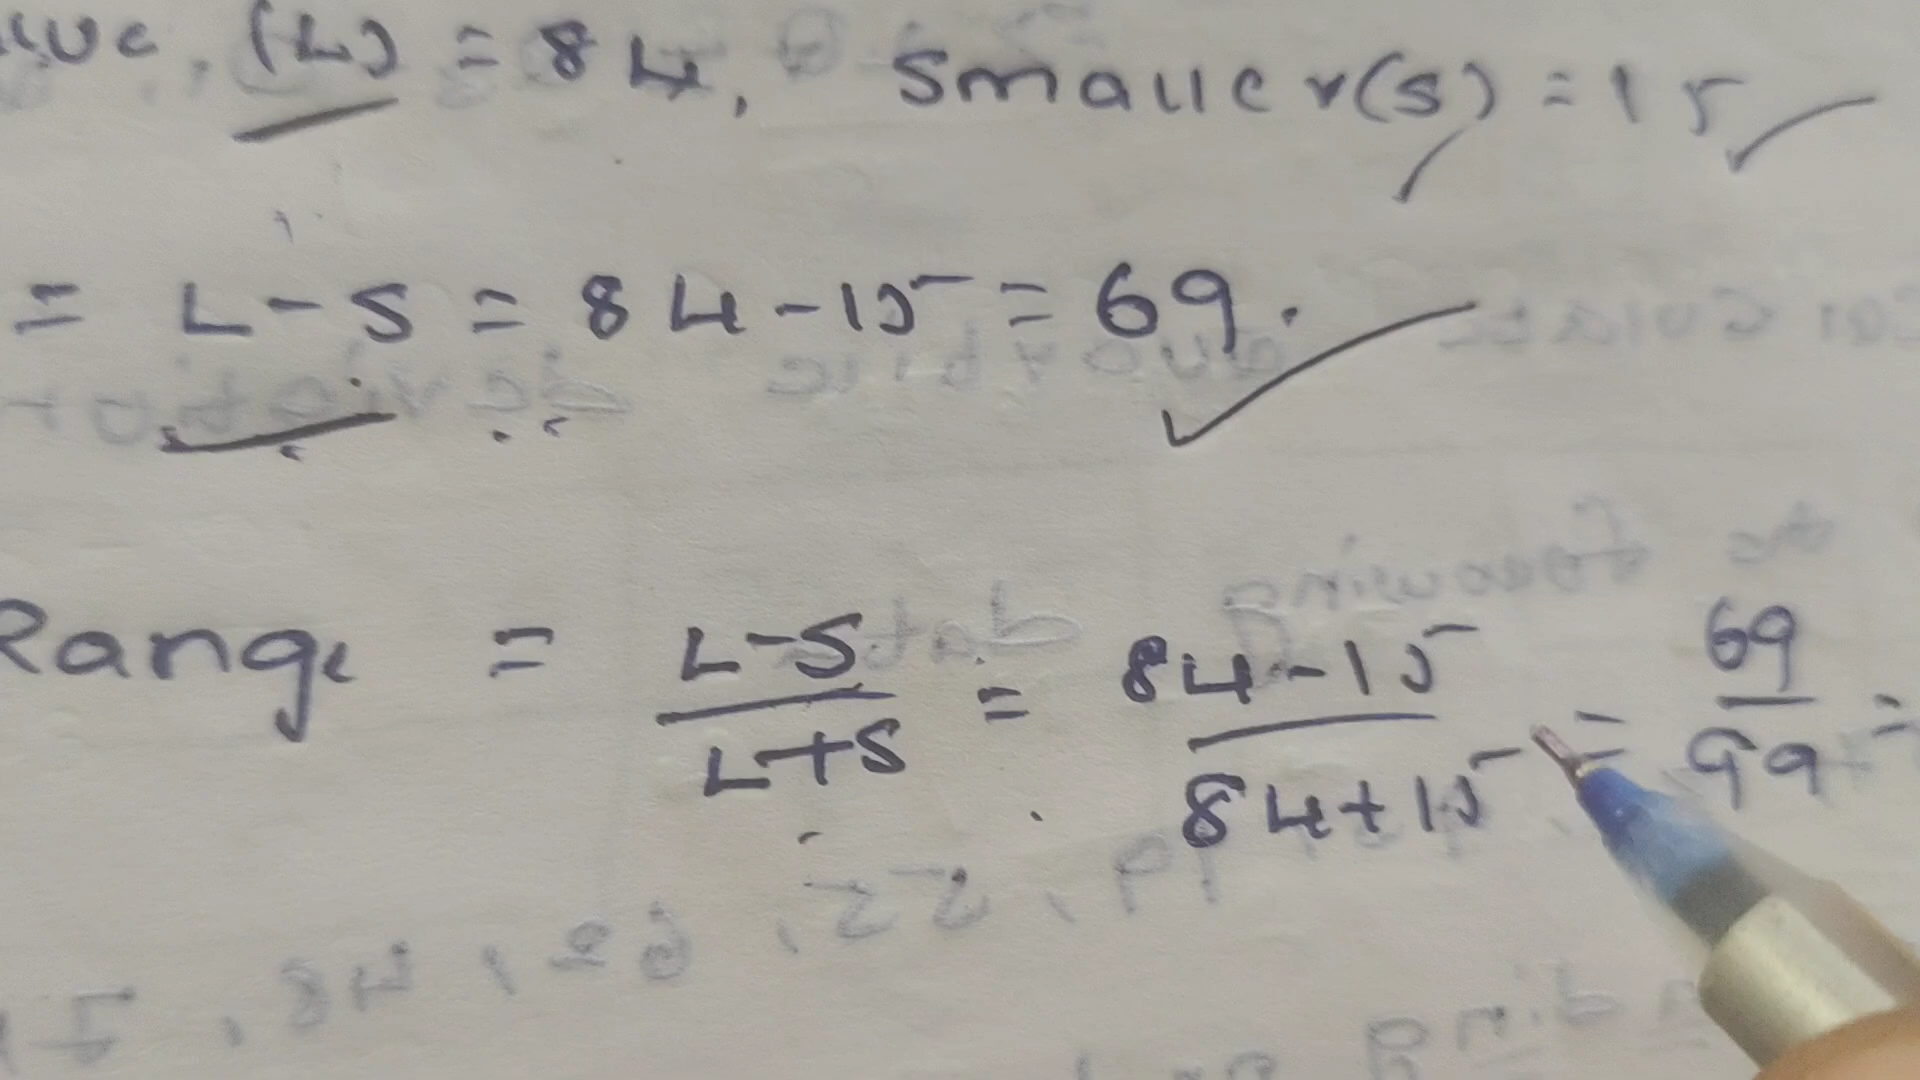 (L) = 84, Smaller(s) = 15
= L - S = 84 - 15 = 69.
Range = L-S/L+S = 84-15/84+15 = 69/99 =